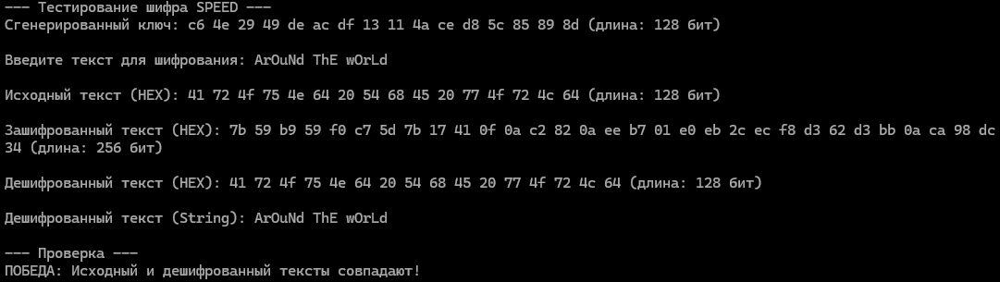 --- Тестирование шифра SPEED ---
Сгенерированный ключ: c6 4e 29 49 de ac df 13 11 4a ce d8 5c 85 89 8d (длина: 128 бит)
Введите текст для шифрования: ArOuNd ThE wOrLd
Исходный текст (HEX): 41 72 4f 75 4e 64 20 54 68 45 20 77 4f 72 4c 64 (длина: 128 бит)
Зашифрованный текст (HEX): 7b 59 b9 59 f0 c7 5d 7b 17 41 0f 0a c2 82 0a ee b7 01 e0 eb 2c ec f8 d3 62 d3 bb 0a ca 98 dc
34 (длина: 256 бит)
Дешифрованный текст (HEX): 41 72 4f 75 4e 64 20 54 68 45 20 77 4f 72 4c 64 (длина: 128 бит)
Дешифрованный текст (String): ArOuNd ThE wOrLd
--- Проверка ---
ПОБЕДА: Исходный и дешифрованный тексты совпадают!